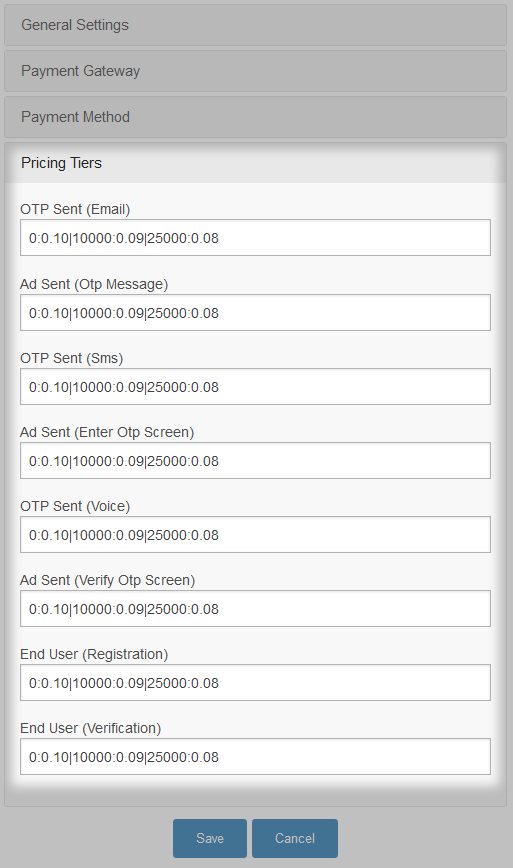 General Settings
Payment Gateway
Payment Method
Pricing Tiers
OTP Sent (Email)
0:0.10|10000:0.09|25000:0.08
Ad Sent (Otp Message)
0:0.10|10000:0.09|25000:0.08
OTP Sent (Sms)
0:0.10|10000:0.09|25000:0.08
Ad Sent (Enter Otp Screen)
0:0.10|10000:0.09|25000:0.08
OTP Sent (Voice)
0:0.10|10000:0.09|25000:0.08
Ad Sent (Verify Otp Screen)
0:0.10|10000:0.09|25000:0.08
End User (Registration)
0:0.10|10000:0.09|25000:0.08
End User (Verification)
0:0.10|10000:0.09|25000:0.08
Save Cancel